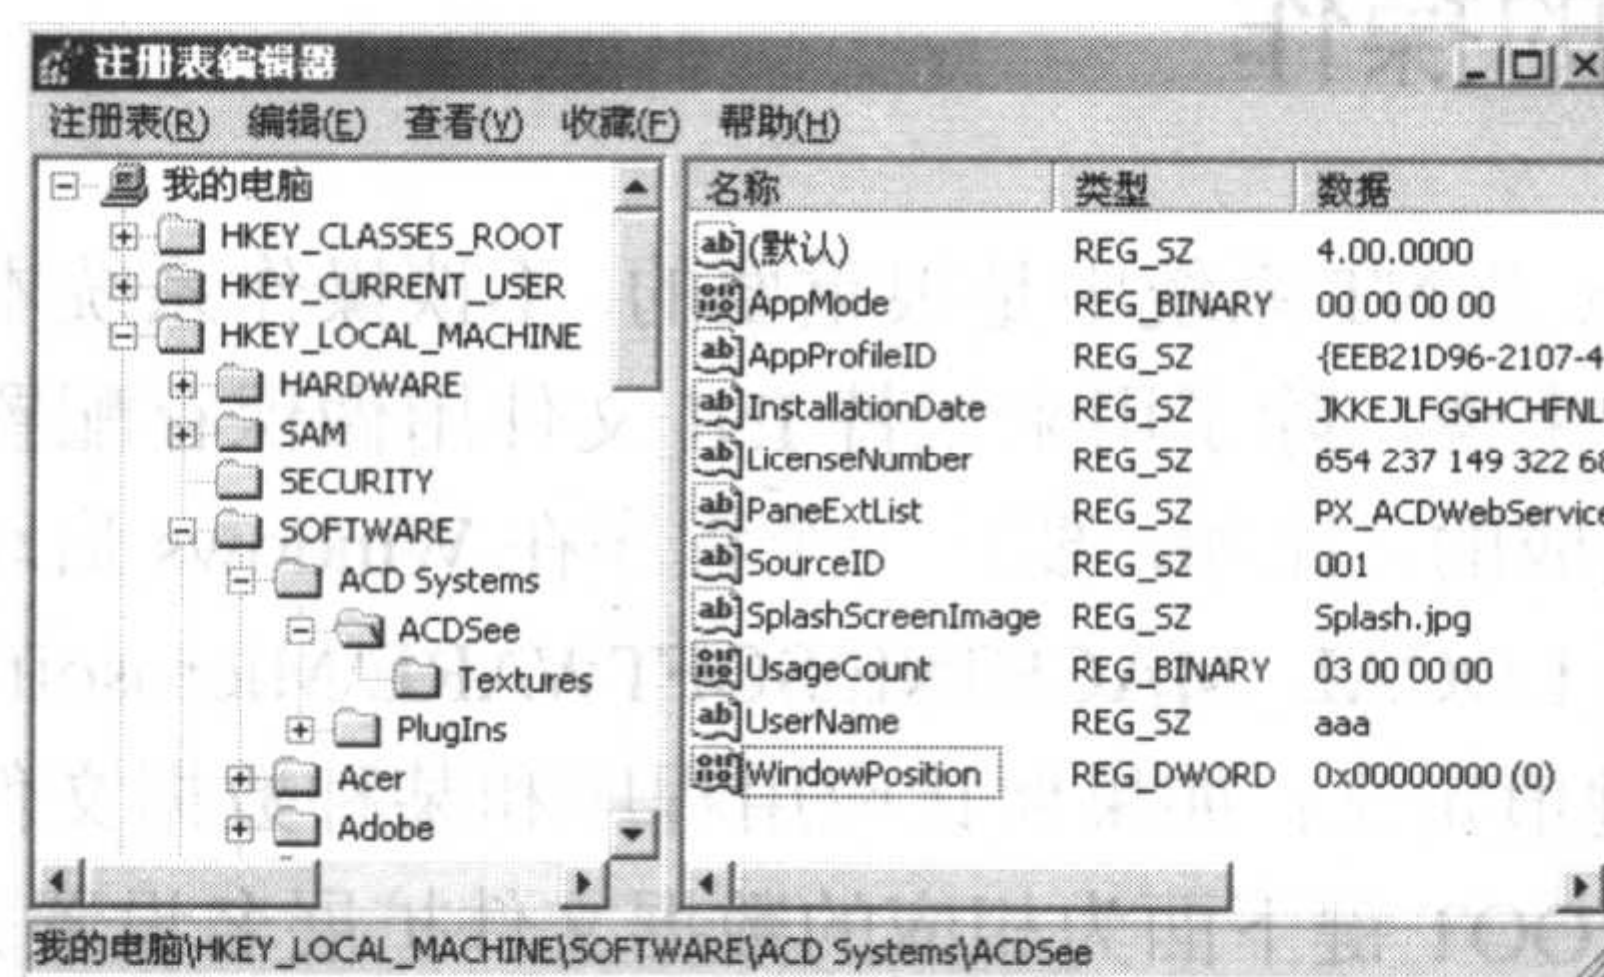 注册表编辑器
注册表(R) 编辑(E) 查看(V) 收藏(F) 帮助(H)
我的电脑
HKEY_CLASSES_ROOT
HKEY_CURRENT_USER
HKEY_LOCAL_MACHINE
HARDWARE
SAM
SECURITY
SOFTWARE
ACD Systems
ACDSee
Textures
PlugIns
Acer
Adobe
名称 类型 数据
(默认) REG_SZ 4.00.0000
AppMode REG_BINARY 00 00 00 00
AppProfileID REG_SZ {EEB21D96-2107-4
InstallationDate REG_SZ JKKEJLFGGHCHFNL
LicenseNumber REG_SZ 654 237 149 322 68
PaneExtList REG_SZ PX_ACDWebService
SourceID REG_SZ 001
SplashScreenImage REG_SZ Splash.jpg
UsageCount REG_BINARY 03 00 00 00
UserName REG_SZ aaa
WindowPosition REG_DWORD 0x00000000 (0)
我的电脑\HKEY_LOCAL_MACHINE\SOFTWARE\ACD Systems\ACDSee